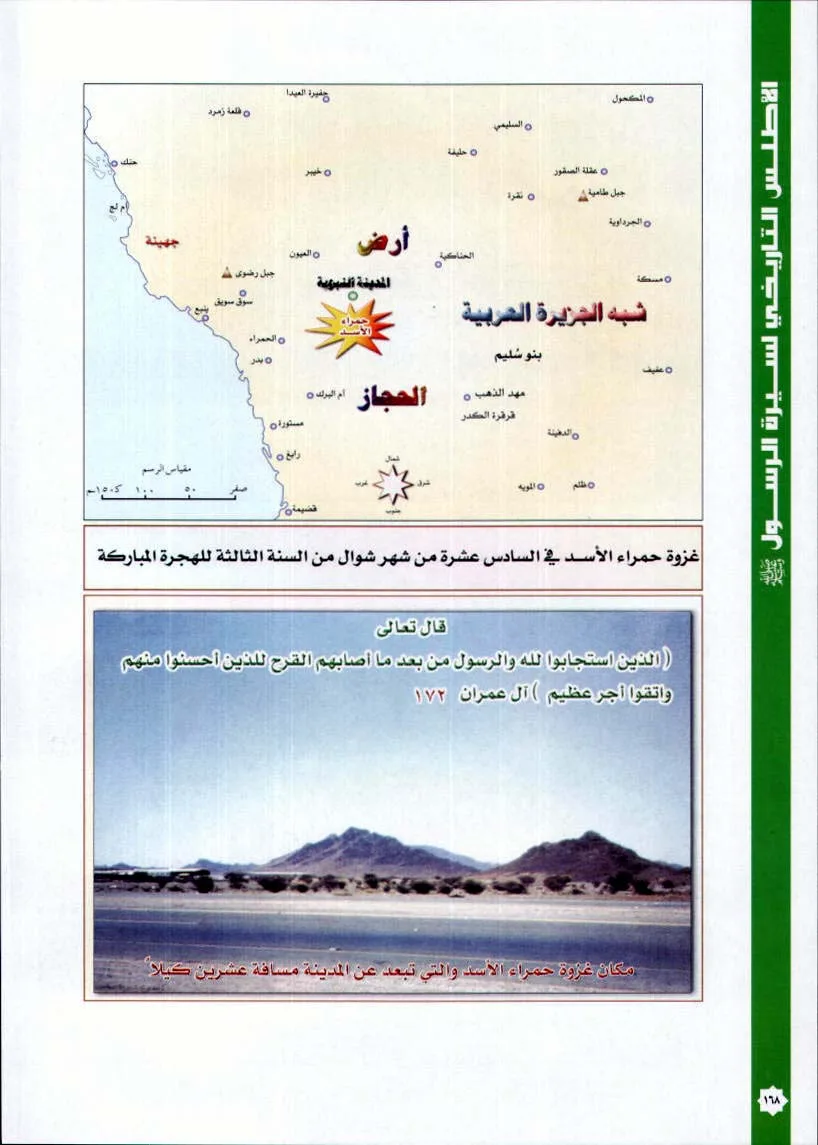 الأطلس التاريخي لسيرة الرسول ﷺ
جفيرة العيدا
المكحول
قلعة زمرد
السليمي
حليفة
حنك
خيبر
عقلة الصقور
جبل طامية
نقرة
أم لج
الجرداوية
جهينة
أرض
العيون
الحناكية
جبل رضوى
المدينة النبوية
مسكة
سوق سويق
ينبع
حمراء
الأسد
شبه الجزيرة العربية
الحمراء
بنو سُليم
بدر
عفيف
أم البرك
الحجاز
مهد الذهب
قرقرة الكدر
مستورة
الدفينة
رابغ
شمال
مقياس الرسم
غرب
شرق
المويه
ظلم
صفر ٥٠ ١٠٠ ١٥٠كم
جنوب
قضيمة
غزوة حمراء الأسد في السادس عشرة من شهر شوال من السنة الثالثة للهجرة المباركة
قال تعالى
( الذين استجابوا لله والرسول من بعد ما أصابهم القرح للذين أحسنوا منهم
واتقوا أجر عظيم ) آل عمران ١٧٢
مكان غزوة حمراء الأسد والتي تبعد عن المدينة مسافة عشرين كيلاً
١٦٨